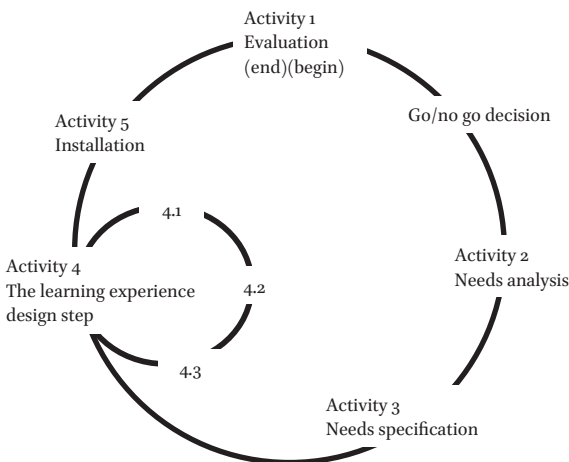 Activity 1
Evaluation
(end)(begin)
Go/no go decision
Activity 5
Installation
4.1
Activity 2
Needs analysis
Activity 4
The learning experience
design step
4.2
4.3
Activity 3
Needs specification